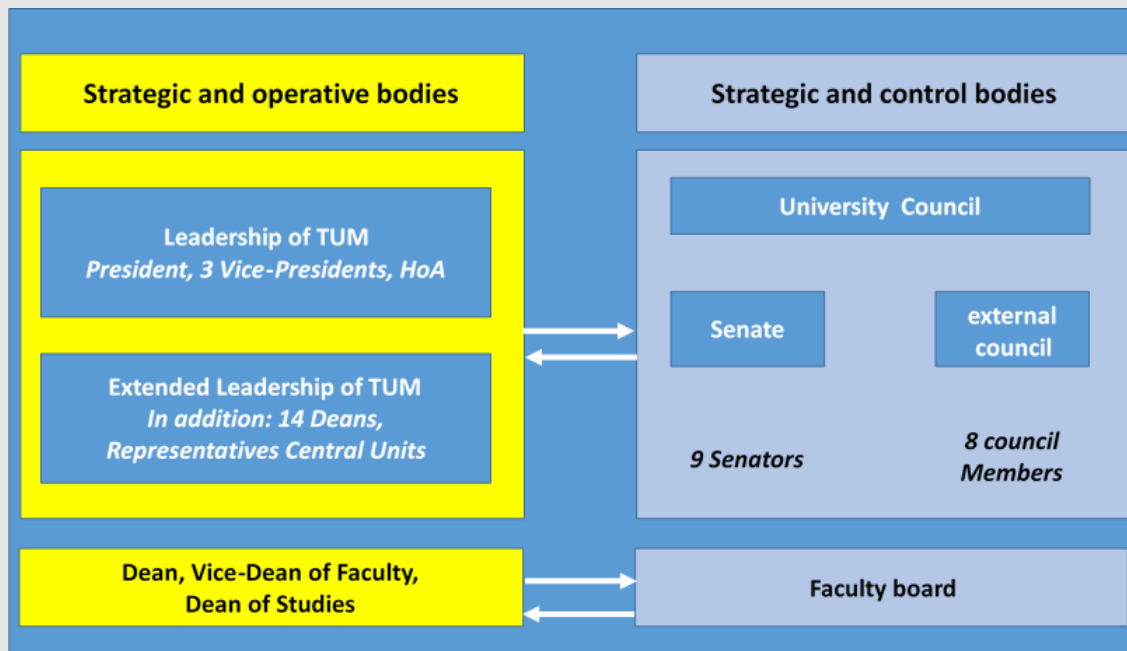 Strategic and operative bodies
Strategic and control bodies
Leadership of TUM
President, 3 Vice-Presidents, HoA
Extended Leadership of TUM
In addition: 14 Deans,
Representatives Central Units
University Council
Senate
external
council
9 Senators
8 council
Members
Dean, Vice-Dean of Faculty,
Dean of Studies
Faculty board